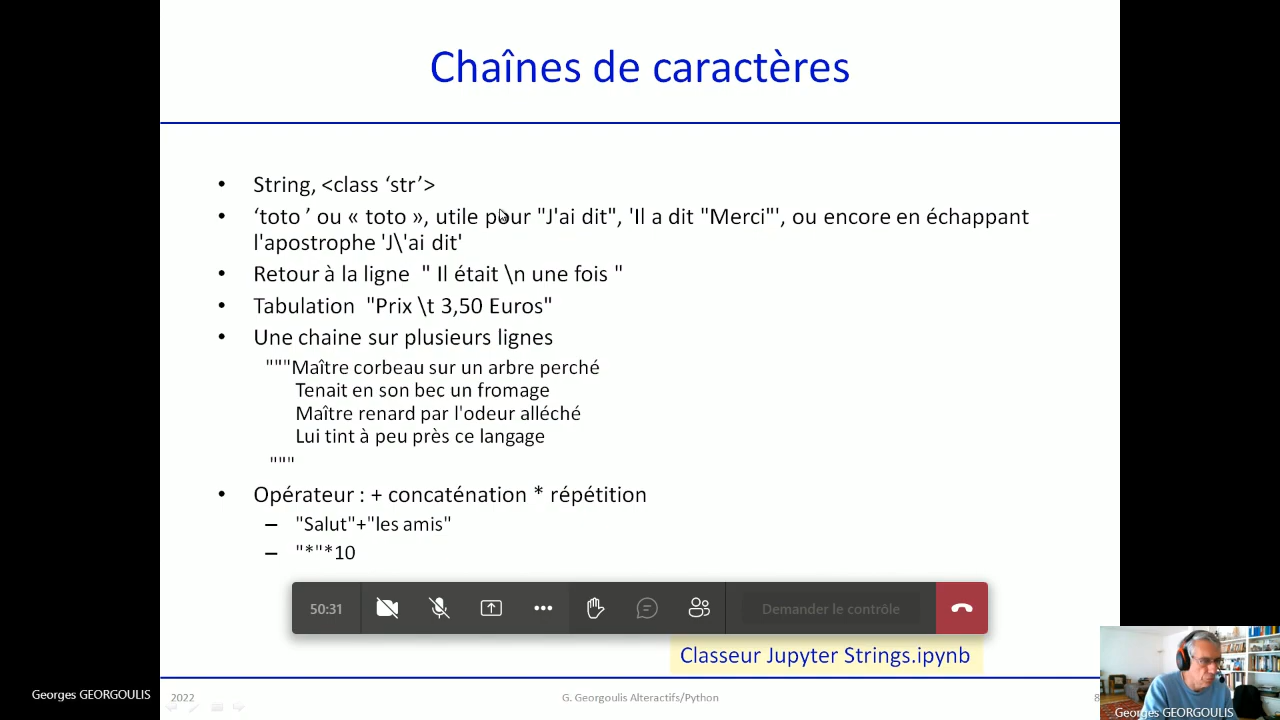 Chaînes de caractères
• String, <class ‘str’>
• ‘toto ’ ou « toto », utile pour "J'ai dit", 'Il a dit "Merci"', ou encore en échappant
l'apostrophe 'J\'ai dit'
• Retour à la ligne " Il était \n une fois "
• Tabulation "Prix \t 3,50 Euros"
• Une chaine sur plusieurs lignes
"""Maître corbeau sur un arbre perché
Tenait en son bec un fromage
Maître renard par l'odeur alléché
Lui tint à peu près ce langage
"""
• Opérateur : + concaténation * répétition
– "Salut"+"les amis"
– "*"*10
50:31
Demander le contrôle
Classeur Jupyter Strings.ipynb
Georges GEORGOULIS
2022
G. Georgoulis Alteractifs/Python
8
Georges GEORGOULIS